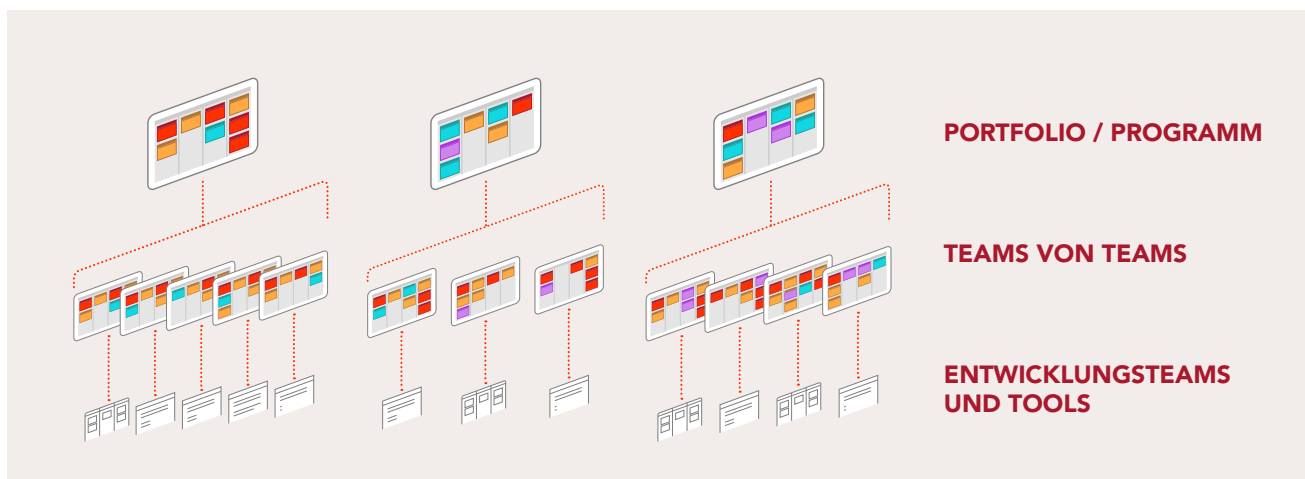 PORTFOLIO / PROGRAMM
TEAMS VON TEAMS
ENTWICKLUNGSTEAMS
UND TOOLS